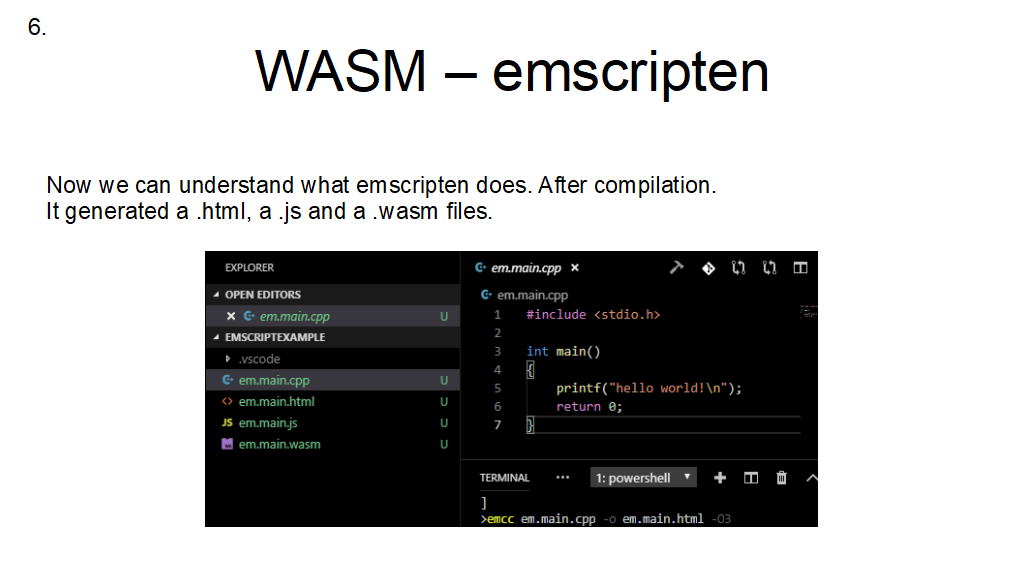 6.
WASM – emscripten
Now we can understand what emscripten does. After compilation.
It generated a .html, a .js and a .wasm files.
EXPLORER
OPEN EDITORS
em.main.cpp U
EMSCRIPTEXAMPLE
.vscode
em.main.cpp U
em.main.html U
JS em.main.js U
em.main.wasm U
em.main.cpp
em.main.cpp
1 #include <stdio.h>
2
3 int main()
4 {
5 printf("hello world!\n");
6 return 0;
7 }
TERMINAL ... 1: powershell
]
>emcc em.main.cpp -o em.main.html -O3